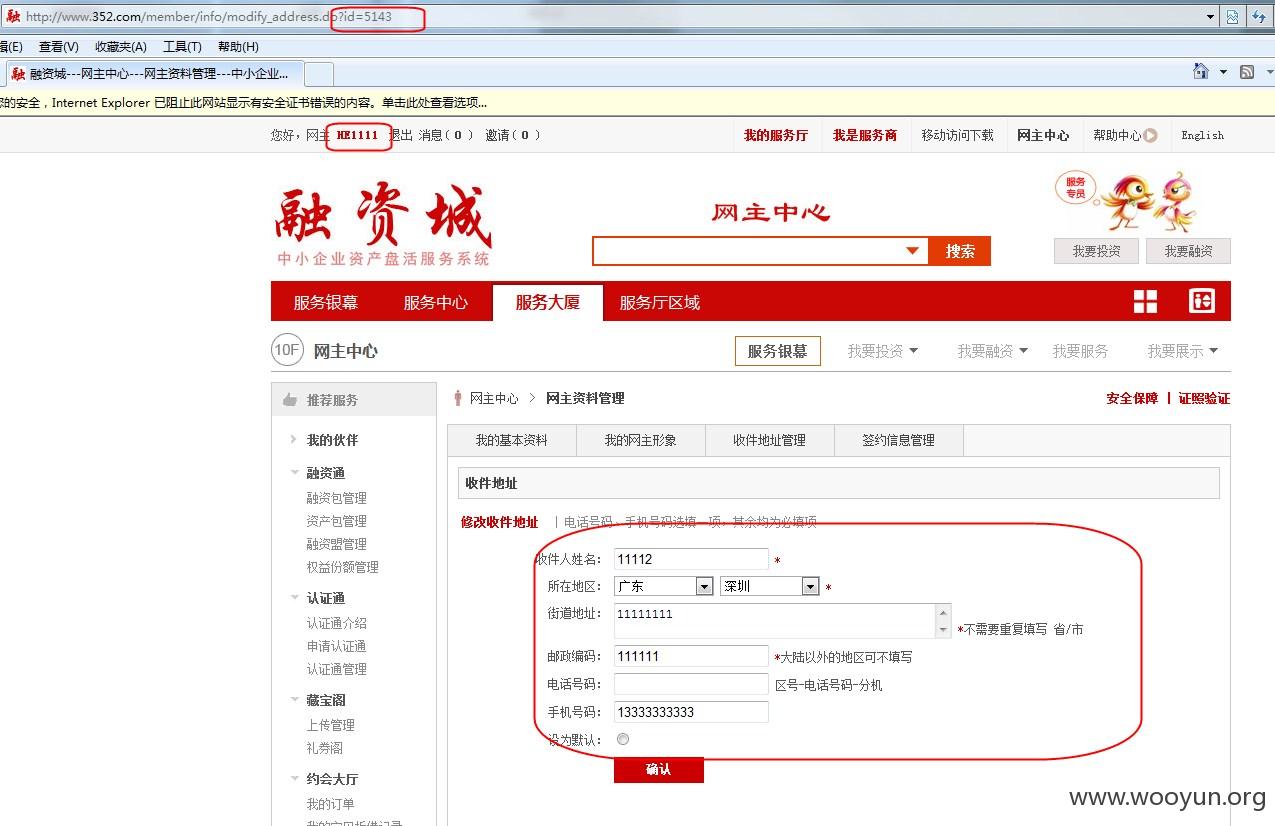 融 http://www.352.com/member/info/modify_address.do?id=5143
辑(E) 查看(V) 收藏夹(A) 工具(T) 帮助(H)
融 融资城---网主中心---网主资料管理---中小企业...
您的安全，Internet Explorer 已阻止此网站显示有安全证书错误的内容。单击此处查看选项...
您好，网主 HE1111 退出 消息（0） 邀请（0） 我的服务厅 我是服务商 移动访问下载 网主中心 帮助中心 English
融资城
中小企业资产盘活服务系统
网主中心
搜索
服务专员
我要投资 我要融资
服务银幕 服务中心 服务大厦 服务厅区域
10F 网主中心 服务银幕 我要投资 我要融资 我要服务 我要展示
推荐服务
我的伙伴
融资通
融资包管理
资产包管理
融资盟管理
权益份额管理
认证通
认证通介绍
申请认证通
认证通管理
藏宝阁
上传管理
礼券阁
约会大厅
我的订单
网主中心 > 网主资料管理 安全保障 | 证照验证
我的基本资料 我的网主形象 收件地址管理 签约信息管理
收件地址
修改收件地址 | 电话号码、手机号码选填一项，其余均为必填项
收件人姓名： 11112 *
所在地区： 广东 深圳 *
街道地址： 11111111 *不需要重复填写 省/市
邮政编码： 111111 *大陆以外的地区可不填写
电话号码： 区号-电话号码-分机
手机号码： 13333333333
设为默认：
确认
www.wooyun.org